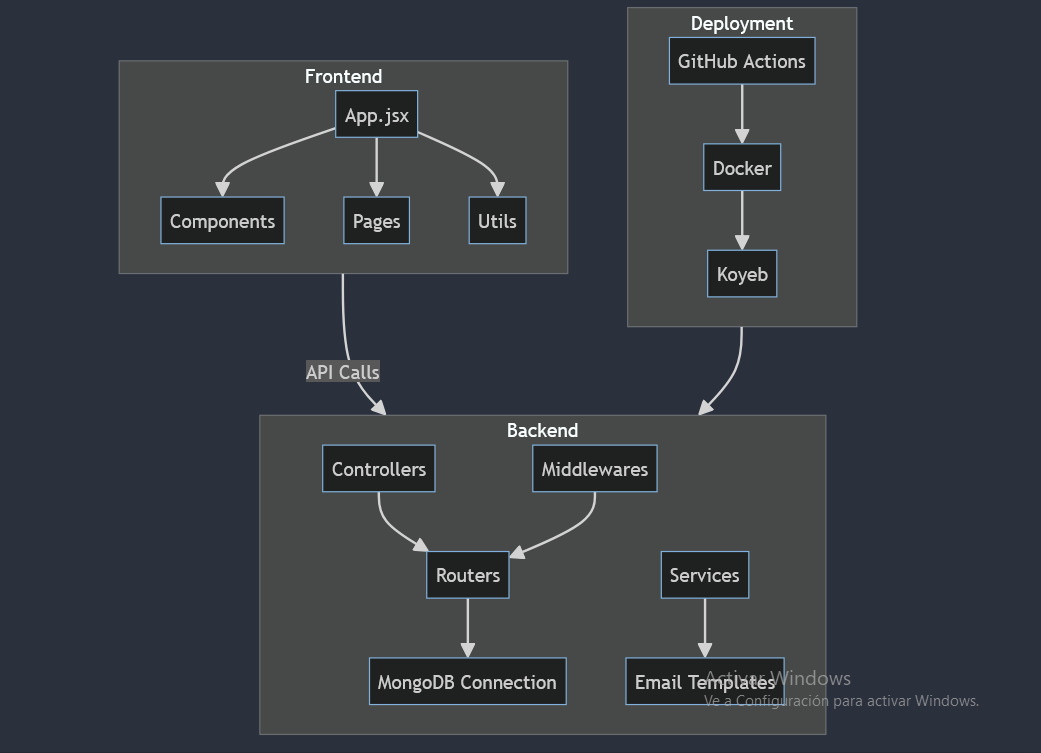 Deployment
GitHub Actions
Docker
Koyeb
Frontend
App.jsx
Components
Pages
Utils
API Calls
Backend
Controllers
Middlewares
Routers
Services
MongoDB Connection
Email Templates
Activar Windows
Ve a Configuración para activar Windows.